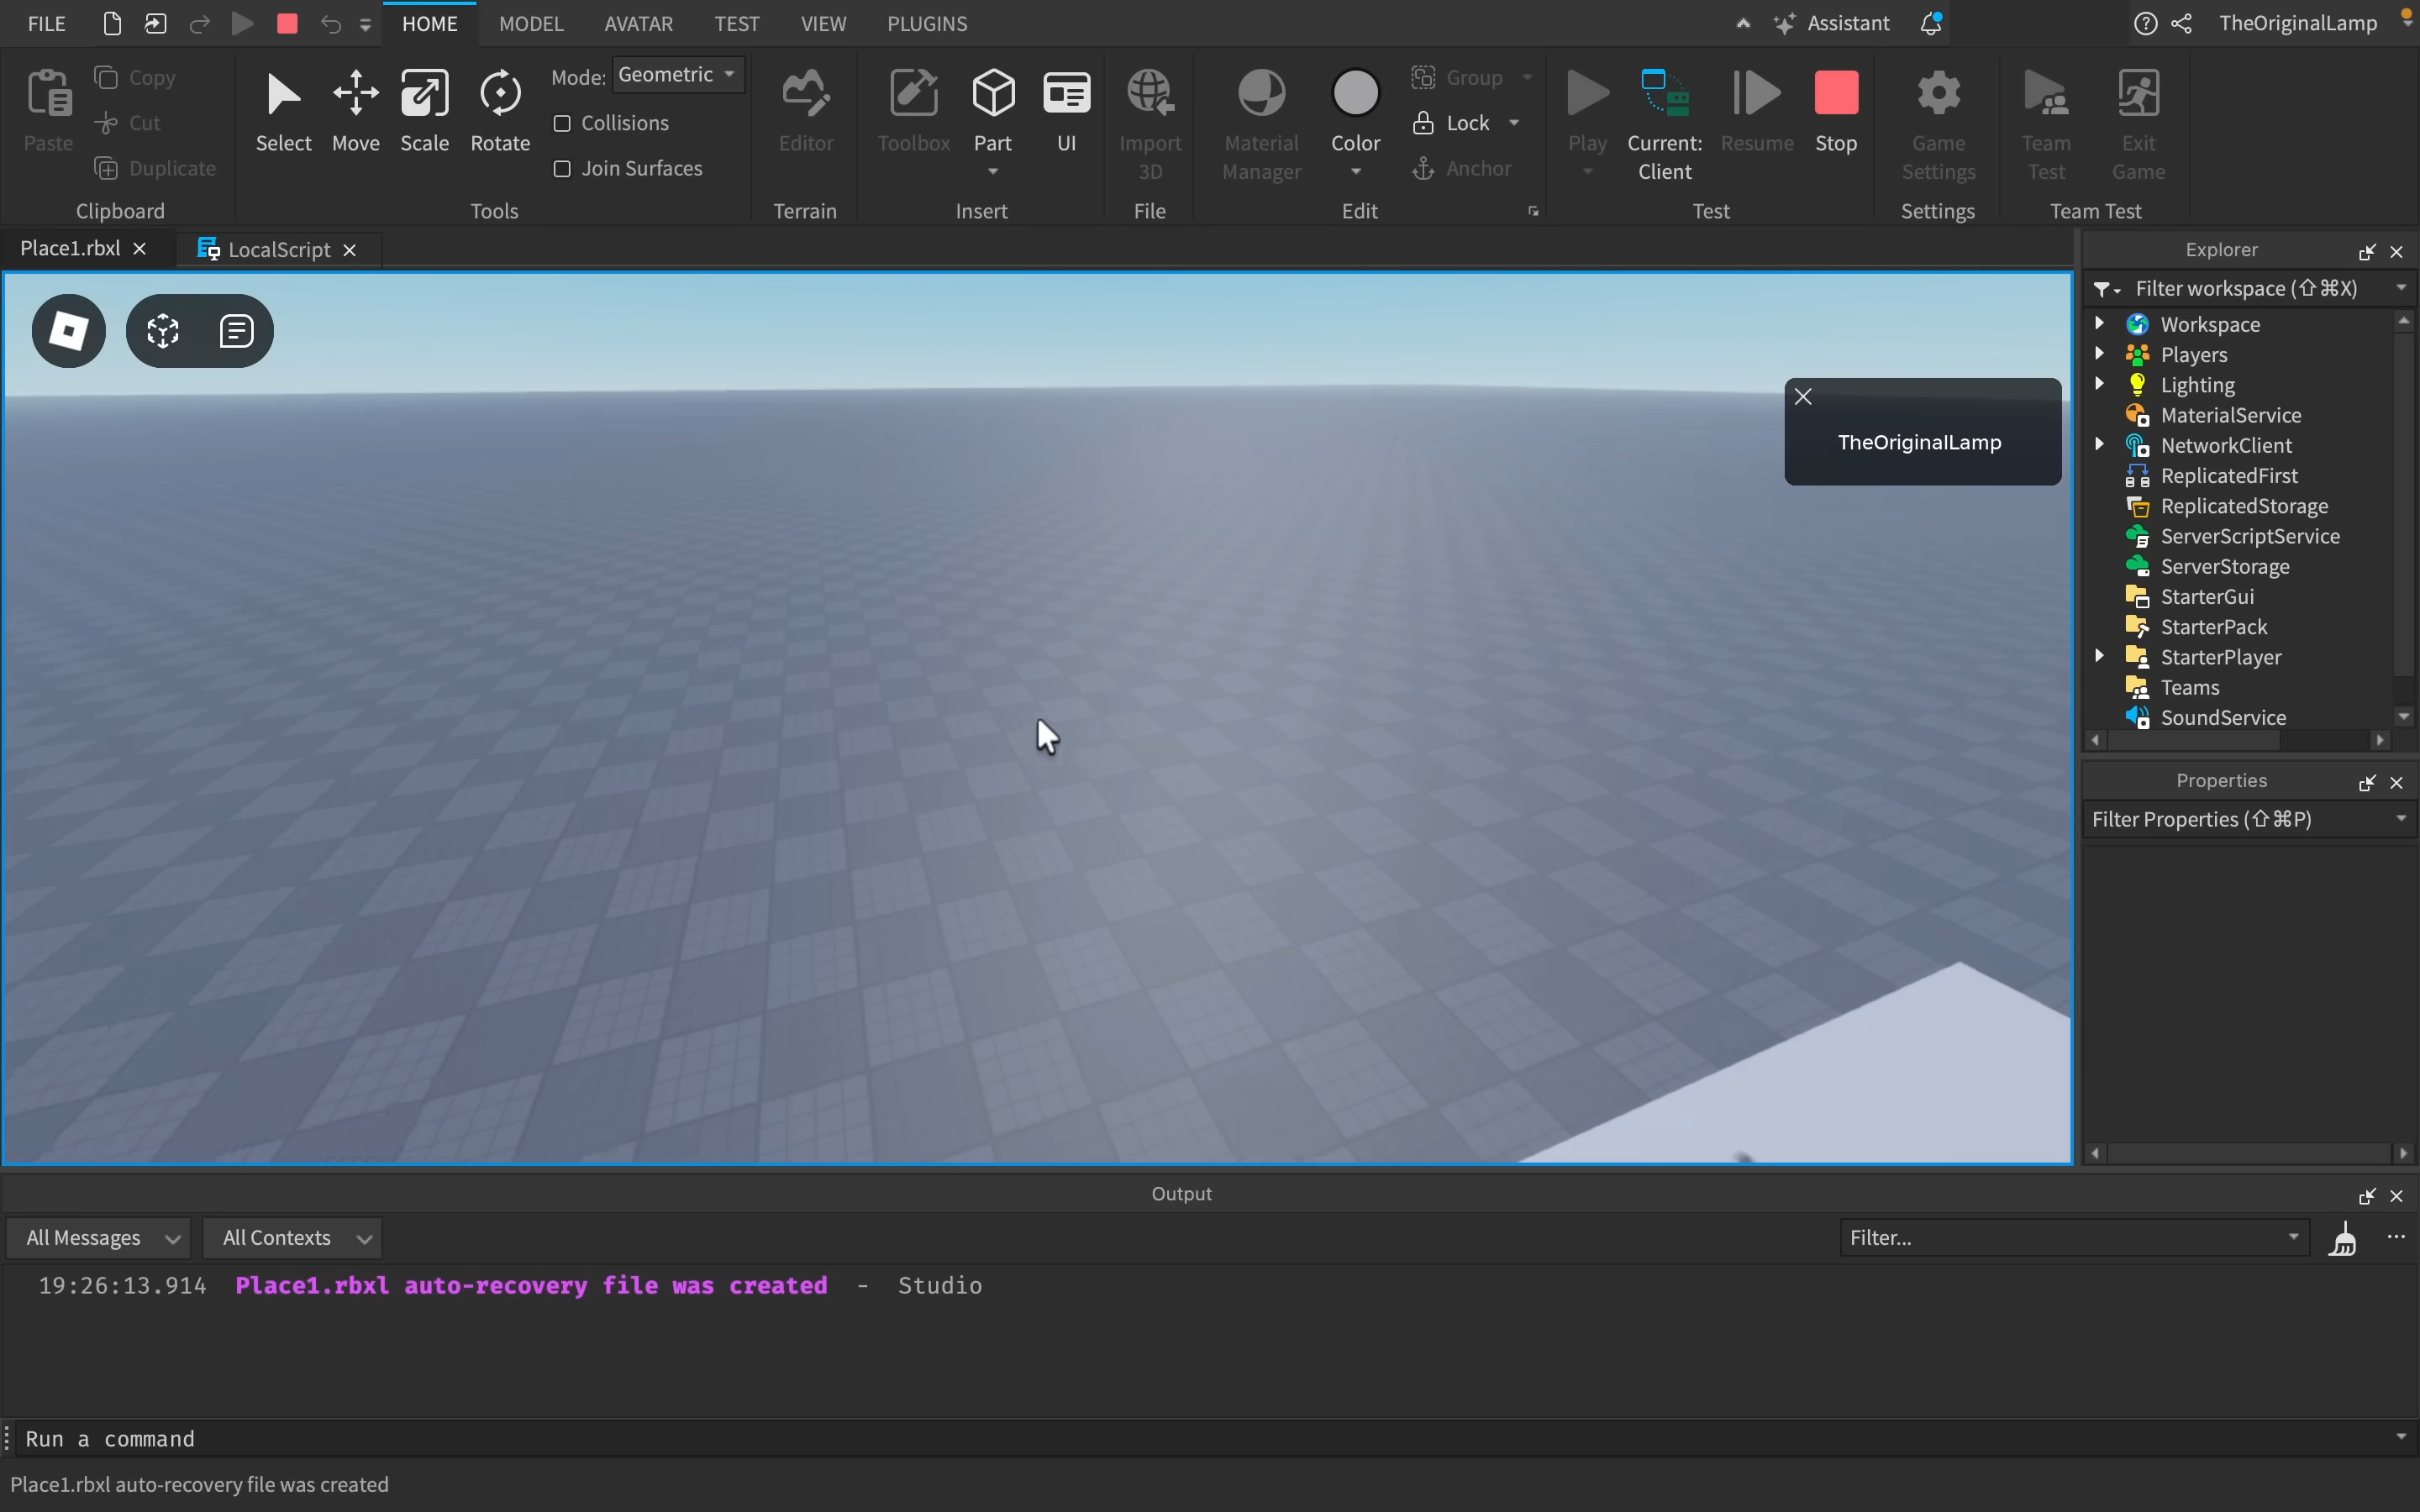 FILE HOME MODEL AVATAR TEST VIEW PLUGINS Assistant TheOriginalLamp
Paste Copy Cut Duplicate
Clipboard
Select Move Scale Rotate Mode: Geometric
Collisions
Join Surfaces
Tools
Editor
Terrain
Toolbox Part UI
Insert
Import 3D
File
Material Manager Color Group Lock Anchor
Edit
Play Current: Client Resume Stop
Test
Game Settings
Settings
Team Test Exit Game
Team Test
Place1.rbxl LocalScript
TheOriginalLamp
Explorer
Filter workspace (⇧⌘X)
Workspace
Players
Lighting
MaterialService
NetworkClient
ReplicatedFirst
ReplicatedStorage
ServerScriptService
ServerStorage
StarterGui
StarterPack
StarterPlayer
Teams
SoundService
Properties
Filter Properties (⇧⌘P)
Output
All Messages All Contexts Filter...
19:26:13.914 Place1.rbxl auto-recovery file was created - Studio
Run a command
Place1.rbxl auto-recovery file was created